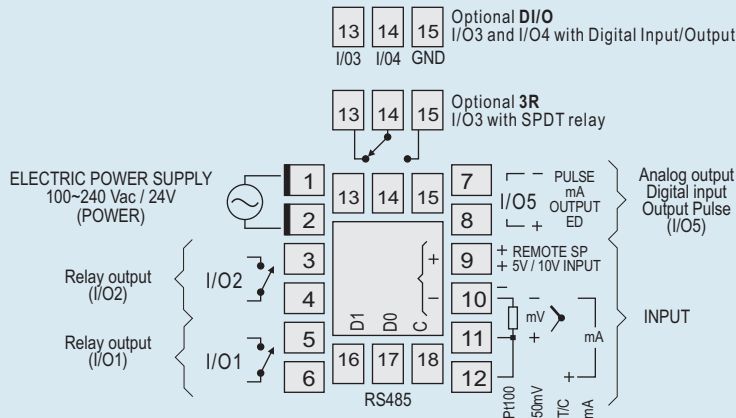 13 14 15
I/03 I/04 GND
Optional DI/O
I/O3 and I/O4 with Digital Input/Output
13 14 15
Optional 3R
I/O3 with SPDT relay
ELECTRIC POWER SUPPLY
100~240 Vac / 24V
(POWER)
1
2
Relay output
(I/O2)
I/O2
3
4
Relay output
(I/O1)
I/O1
5
6
13 14 15
+
−
D1 D0 C
16 17 18
RS485
7
8
I/O5
− PULSE
mA
OUTPUT
+ ED
Analog output
Digital input
Output Pulse
(I/O5)
9
+ REMOTE SP
+ 5V / 10V INPUT
−
10
11
12
− mV +
− mA +
INPUT
Pt100
50mV
T/C
mA